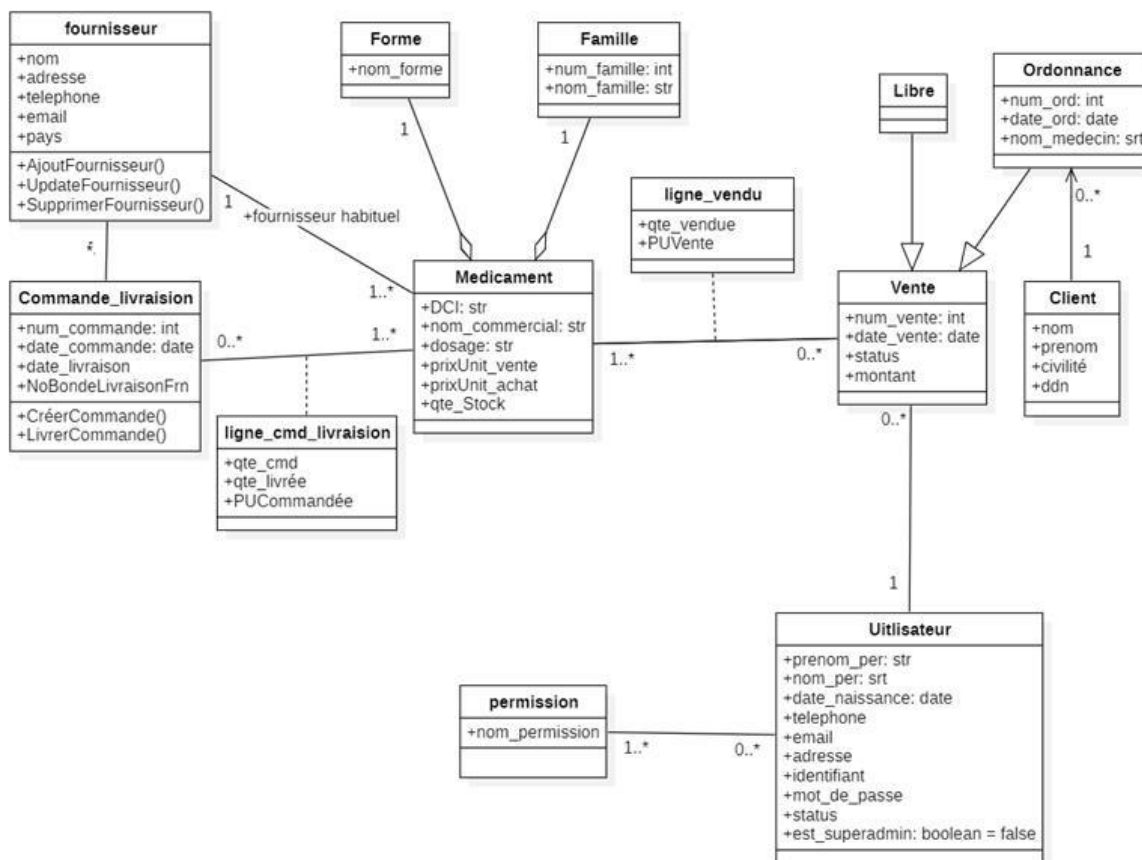 fournisseur
+nom
+adresse
+telephone
+email
+pays
+AjoutFournisseur()
+UpdateFournisseur()
+SupprimerFournisseur()
Forme
+nom_forme
1
Famille
+num_famille: int
+nom_famille: str
1
Libre
Ordonnance
+num_ord: int
+date_ord: date
+nom_medecin: srt
0..*
1
1
+fournisseur habituel
1..*
ligne_vendu
+qte_vendue
+PUVente
Commande_livraision
+num_commande: int
+date_commande: date
+date_livraison
+NoBondeLivraisonFrn
+CréerCommande()
+LivrerCommande()
0..*
1..*
Medicament
+DCI: str
+nom_commercial: str
+dosage: str
+prixUnit_vente
+prixUnit_achat
+qte_Stock
1..*
0..*
Vente
+num_vente: int
+date_vente: date
+status
+montant
0..*
Client
+nom
+prenom
+civilité
+ddn
ligne_cmd_livraision
+qte_cmd
+qte_livrée
+PUCommandée
1
Uitlisateur
+prenom_per: str
+nom_per: srt
+date_naissance: date
+telephone
+email
+adresse
+identifiant
+mot_de_passe
+status
+est_superadmin: boolean = false
permission
+nom_permission
1..*
0..*